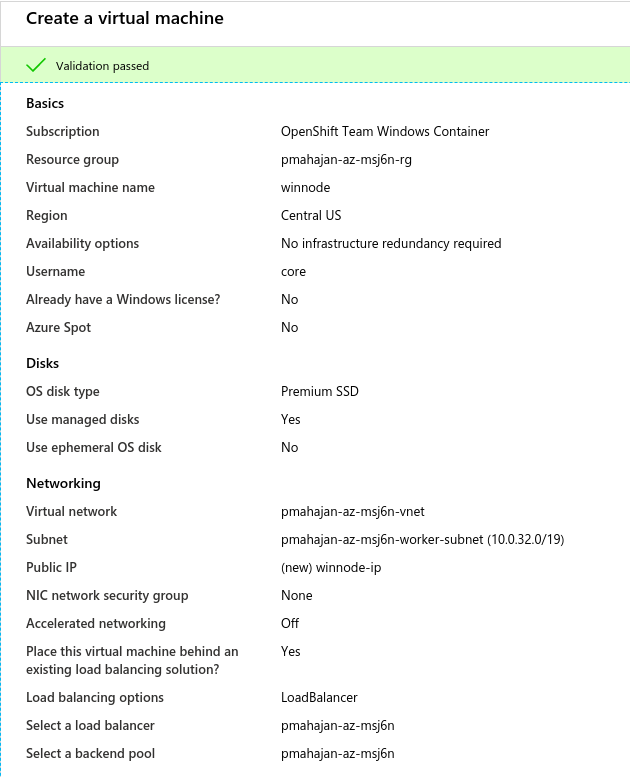 Create a virtual machine
Validation passed
Basics
Subscription OpenShift Team Windows Container
Resource group pmahajan-az-msj6n-rg
Virtual machine name winnode
Region Central US
Availability options No infrastructure redundancy required
Username core
Already have a Windows license? No
Azure Spot No
Disks
OS disk type Premium SSD
Use managed disks Yes
Use ephemeral OS disk No
Networking
Virtual network pmahajan-az-msj6n-vnet
Subnet pmahajan-az-msj6n-worker-subnet (10.0.32.0/19)
Public IP (new) winnode-ip
NIC network security group None
Accelerated networking Off
Place this virtual machine behind an Yes
existing load balancing solution?
Load balancing options LoadBalancer
Select a load balancer pmahajan-az-msj6n
Select a backend pool pmahajan-az-msj6n